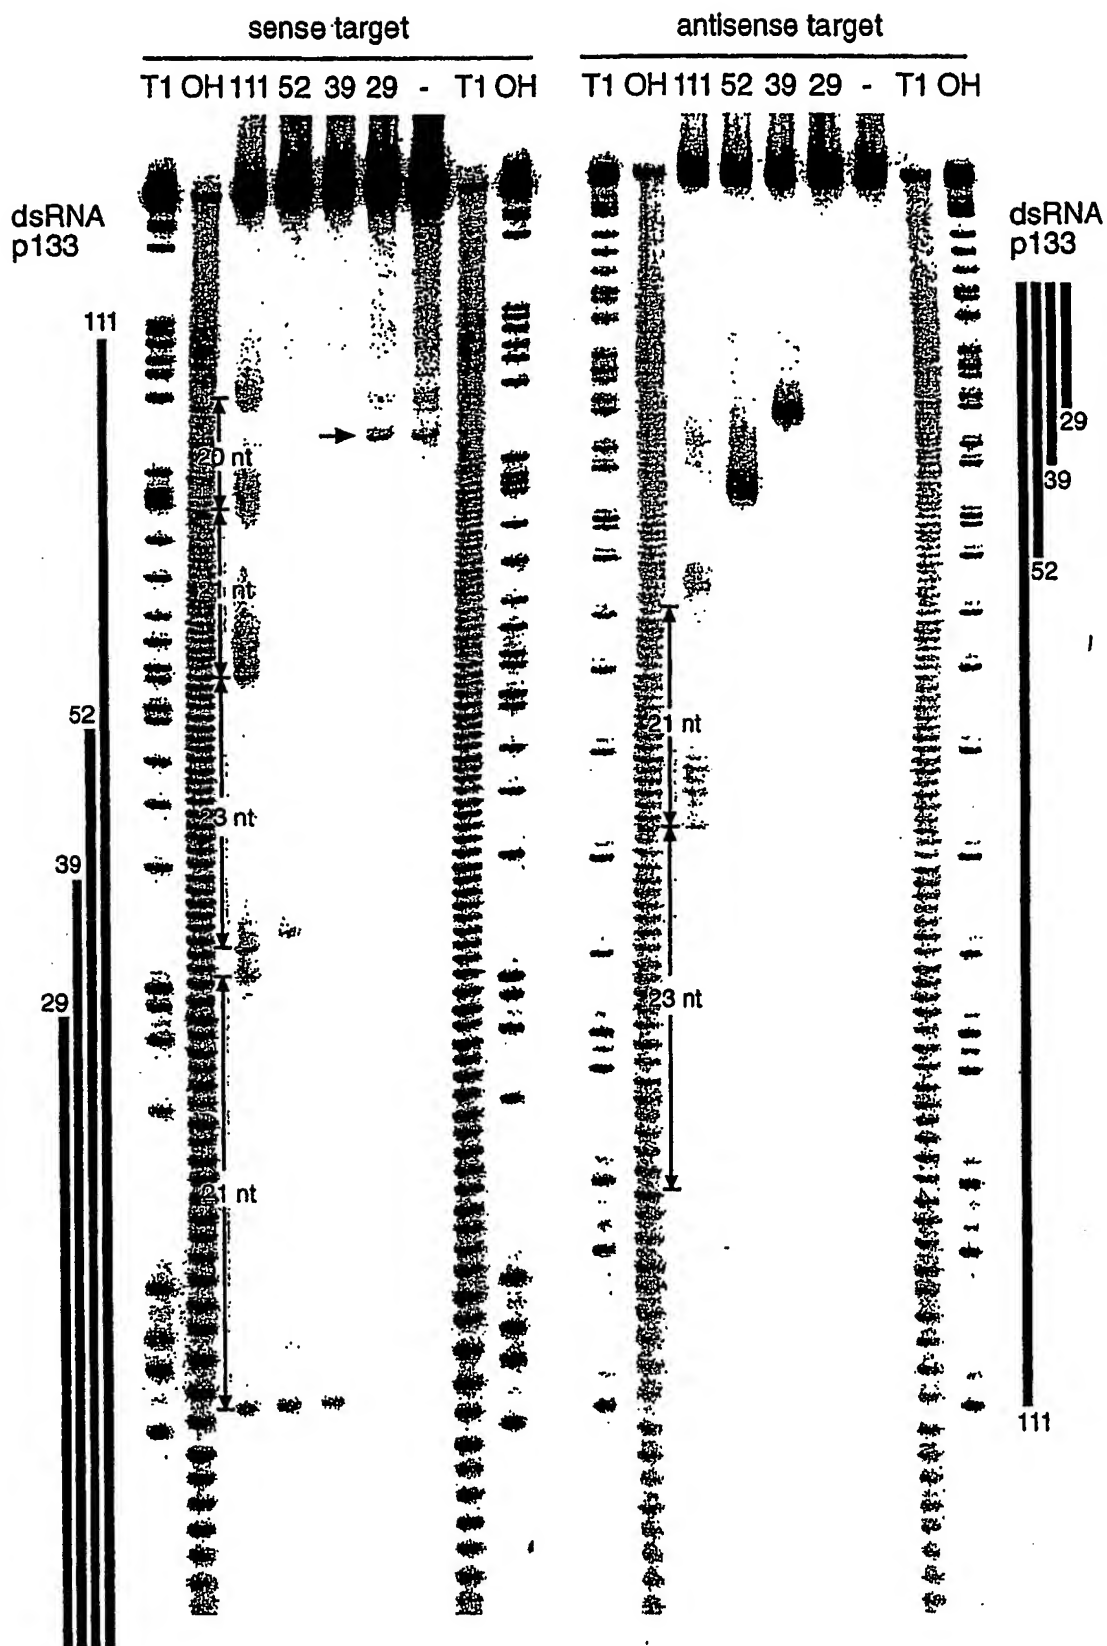 sense target
antisense target
T1 OH 111 52 39 29 - T1 OH
T1 OH 111 52 39 29 - T1 OH
dsRNA
p133
dsRNA
p133
111
29
20 nt
39
52
nt
52
21 nt
23 nt
39
23 nt
29
1 nt
111